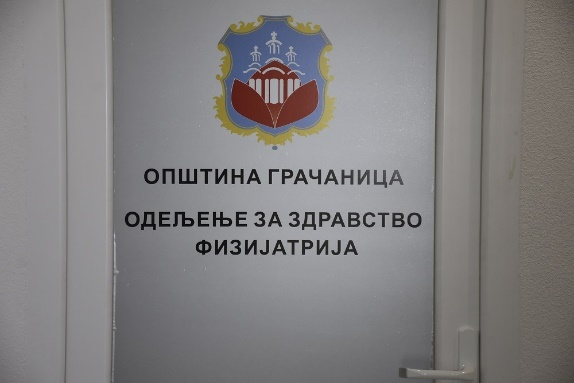 ОПШТИНА ГРАЧАНИЦА
ОДЕЉЕЊЕ ЗА ЗДРАВСТВО
ФИЗИЈАТРИЈА